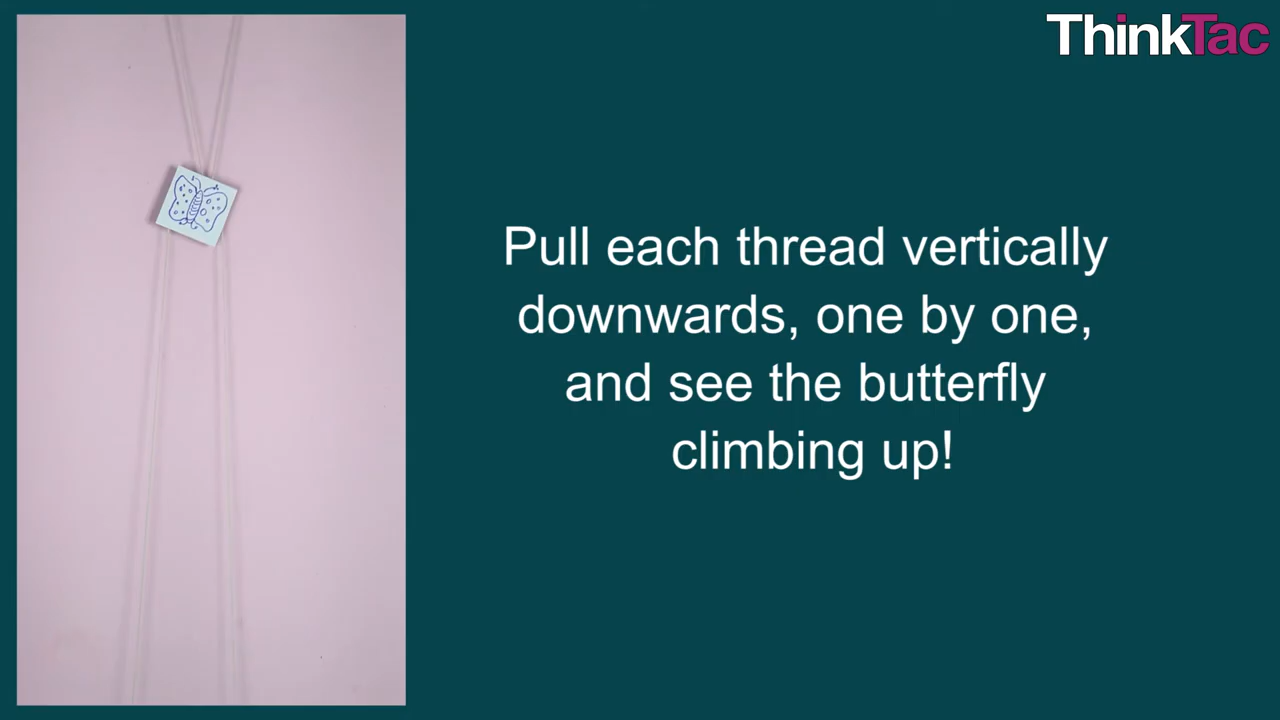 ThinkTac
Pull each thread vertically
downwards, one by one,
and see the butterfly
climbing up!